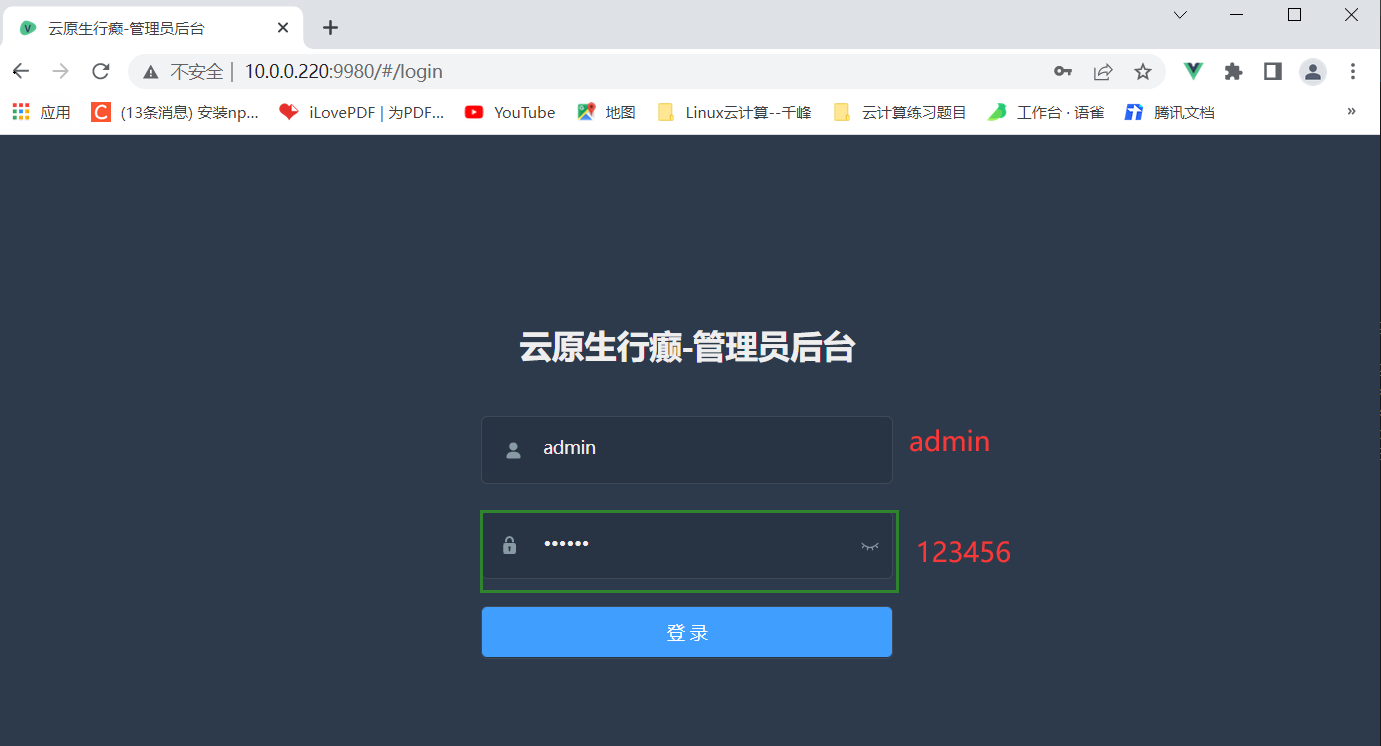 云原生行癫-管理员后台
不安全 | 10.0.0.220:9980/#/login
应用 (13条消息) 安装np... iLovePDF | 为PDF... YouTube 地图 Linux云计算--千峰 云计算练习题目 工作台 · 语雀 腾讯文档 »
云原生行癫-管理员后台
admin admin
•••••• 123456
登录